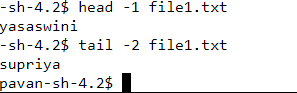 -sh-4.2$ head -1 file1.txt
yasaswini
-sh-4.2$ tail -2 file1.txt
supriya
pavan-sh-4.2$